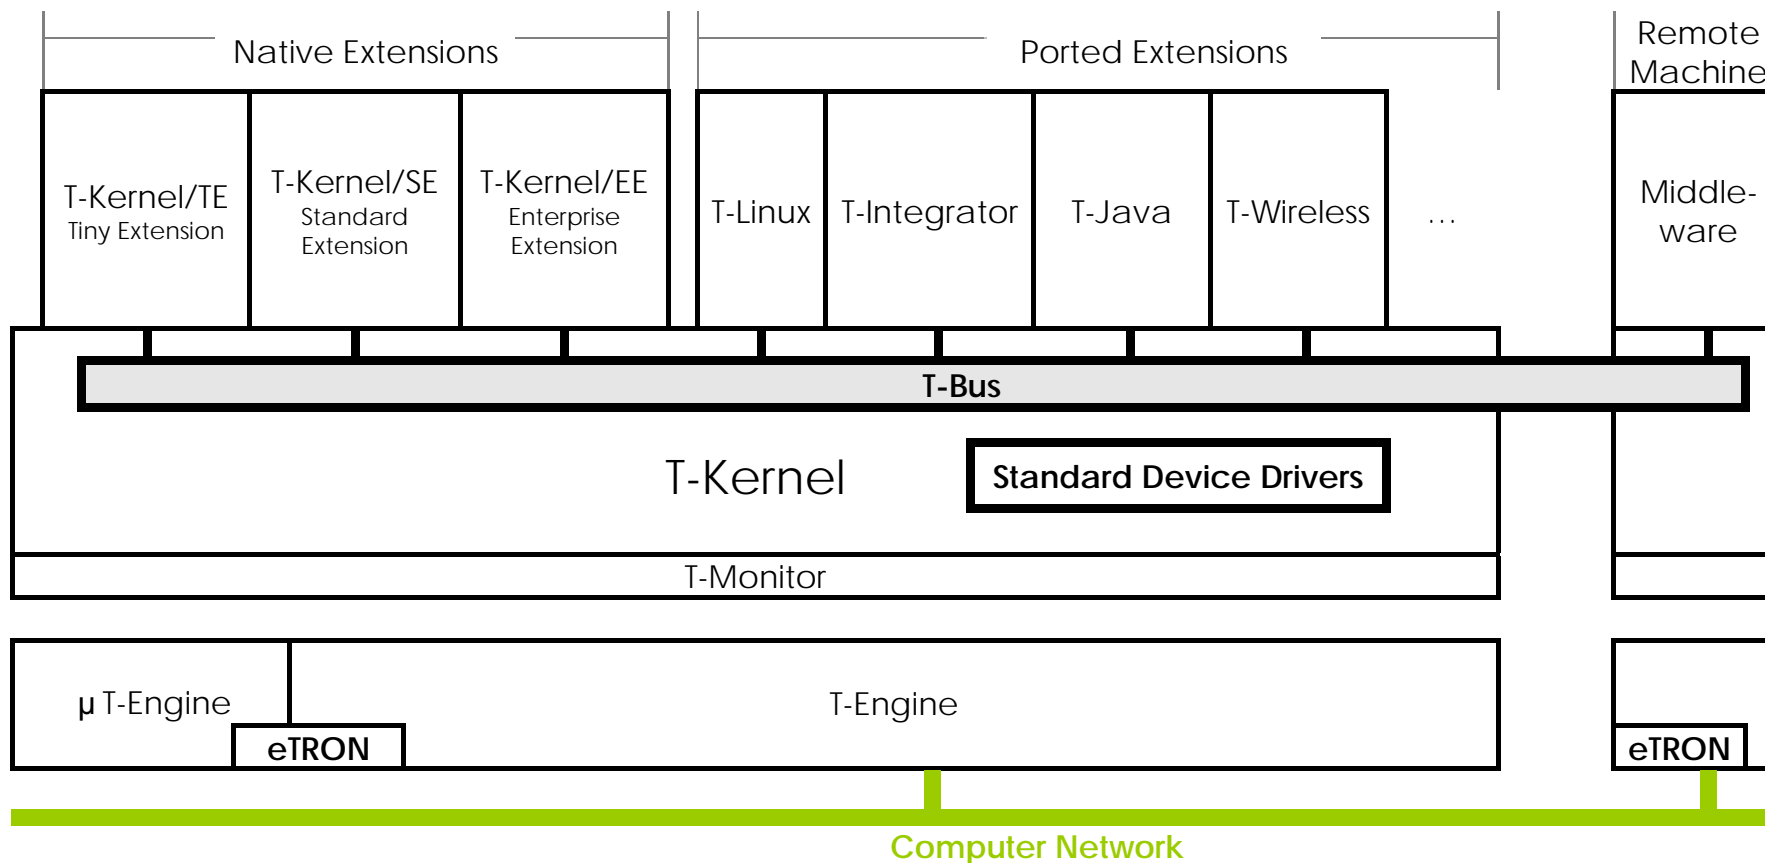 Native Extensions
Ported Extensions
Remote
Machine
T-Kernel/TE
Tiny Extension
T-Kernel/SE
Standard
Extension
T-Kernel/EE
Enterprise
Extension
T-Linux
T-Integrator
T-Java
T-Wireless
...
Middle-
ware
T-Bus
T-Kernel
Standard Device Drivers
T-Monitor
µ T-Engine
T-Engine
eTRON
eTRON
Computer Network